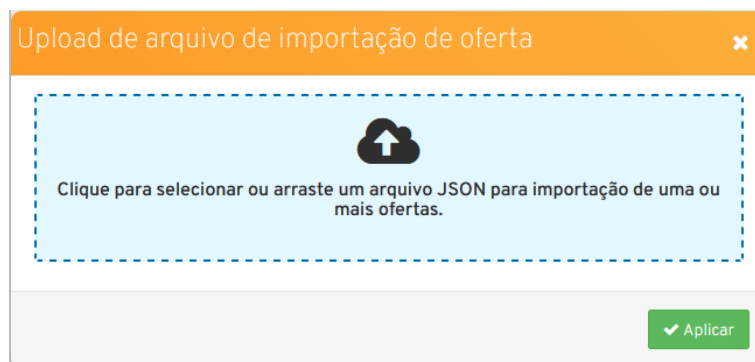 Upload de arquivo de importação de oferta
Clique para selecionar ou arraste um arquivo JSON para importação de uma ou
mais ofertas.
Aplicar